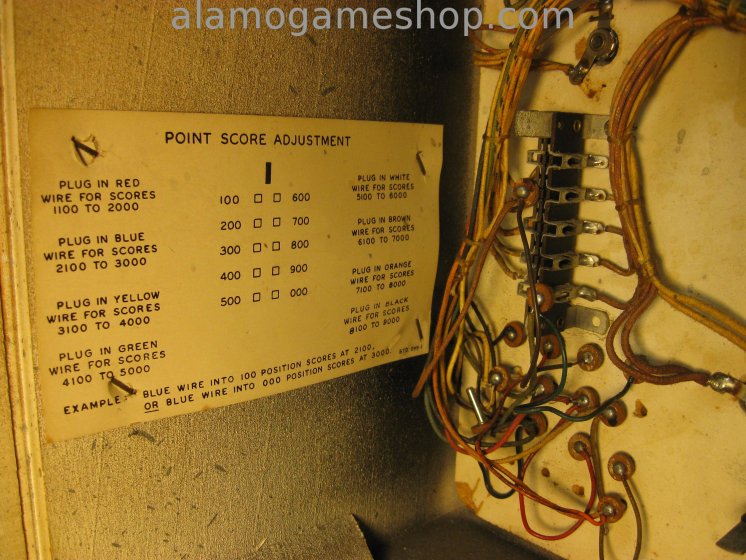 alamogameshop.com
POINT SCORE ADJUSTMENT
PLUG IN RED
WIRE FOR SCORES
1100 TO 2000
PLUG IN BLUE
WIRE FOR SCORES
2100 TO 3000
PLUG IN YELLOW
WIRE FOR SCORES
3100 TO 4000
PLUG IN GREEN
WIRE FOR SCORES
4100 TO 5000
100 600
200 700
300 800
400 900
500 000
PLUG IN WHITE
WIRE FOR SCORES
5100 TO 6000
PLUG IN BROWN
WIRE FOR SCORES
6100 TO 7000
PLUG IN ORANGE
WIRE FOR SCORES
7100 TO 8000
PLUG IN BLACK
WIRE FOR SCORES
8100 TO 9000
EXAMPLE:- BLUE WIRE INTO 100 POSITION SCORES AT 2100,
OR BLUE WIRE INTO 000 POSITION SCORES AT 3000.